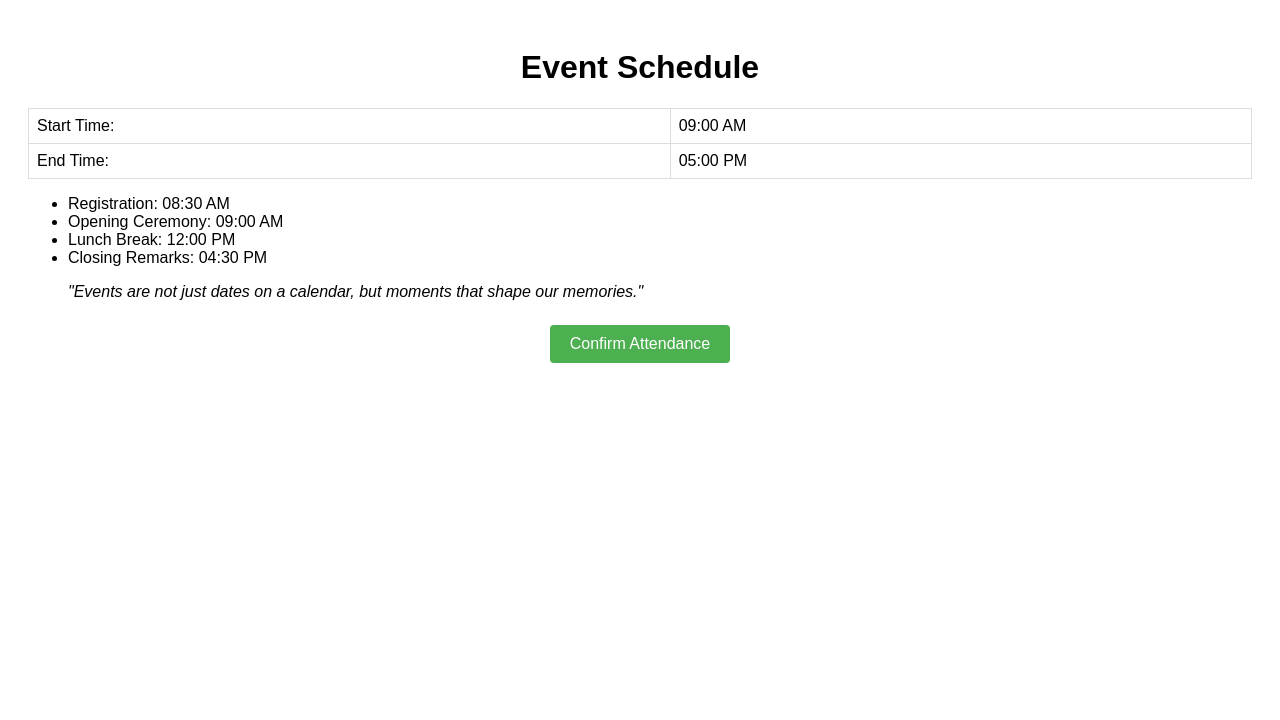 Event Schedule
Start Time: 09:00 AM
End Time: 05:00 PM
Registration: 08:30 AM
Opening Ceremony: 09:00 AM
Lunch Break: 12:00 PM
Closing Remarks: 04:30 PM
"Events are not just dates on a calendar, but moments that shape our memories."
Confirm Attendance